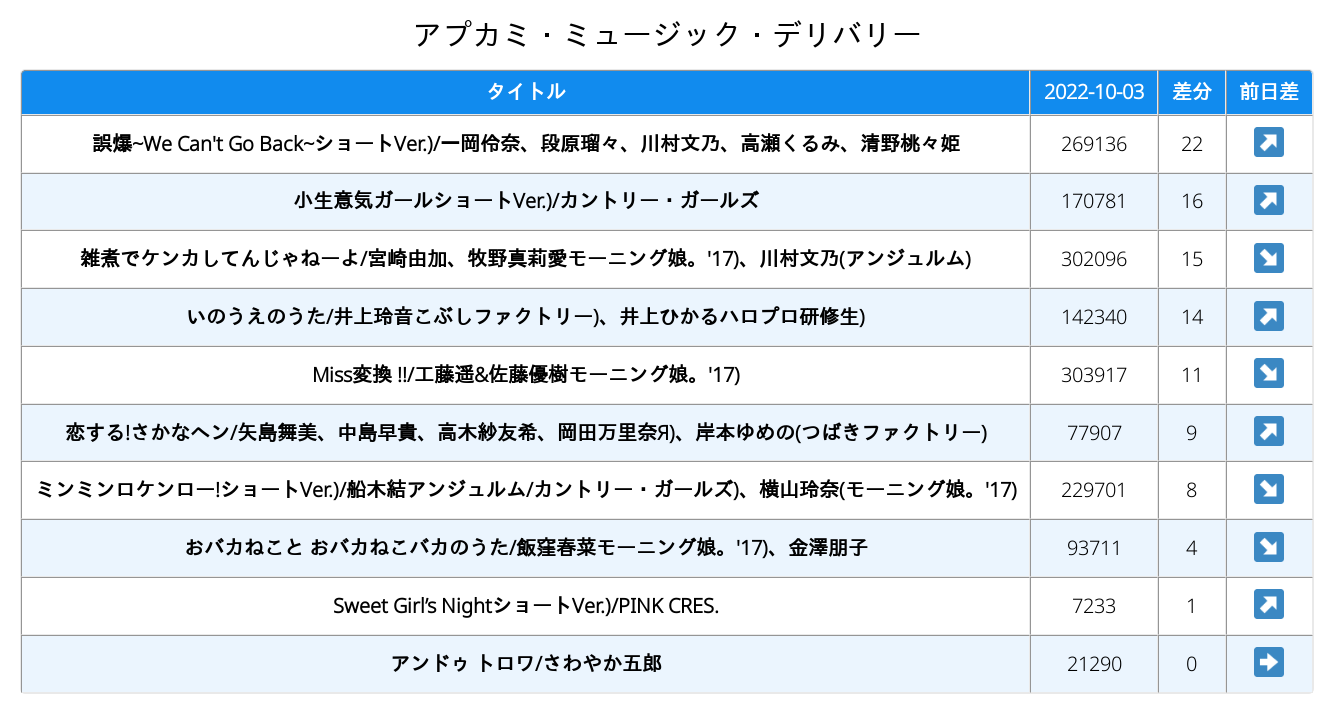 アプカミ・ミュージック・デリバリー
タイトル 2022-10-03 差分 前日差
誤爆~We Can't Go Back~ショートVer.)/一岡伶奈、段原瑠々、川村文乃、高瀬くるみ、清野桃々姫 269136 22
小生意気ガールショートVer.)/カントリー・ガールズ 170781 16
雑煮でケンカしてんじゃねーよ/宮崎由加、牧野真莉愛モーニング娘。'17)、川村文乃(アンジュルム) 302096 15
いのうえのうた/井上玲音こぶしファクトリー)、井上ひかるハロプロ研修生) 142340 14
Miss変換 !!/工藤遥&佐藤優樹モーニング娘。'17) 303917 11
恋する!さかなヘン/矢島舞美、中島早貴、高木紗友希、岡田万里奈Я)、岸本ゆめの(つばきファクトリー) 77907 9
ミンミンロケンロー!ショートVer.)/船木結アンジュルム/カントリー・ガールズ)、横山玲奈(モーニング娘。'17) 229701 8
おバカねこと おバカねこバカのうた/飯窪春菜モーニング娘。'17)、金澤朋子 93711 4
Sweet Girl’s NightショートVer.)/PINK CRES. 7233 1
アンドゥ トロワ/さわやか五郎 21290 0